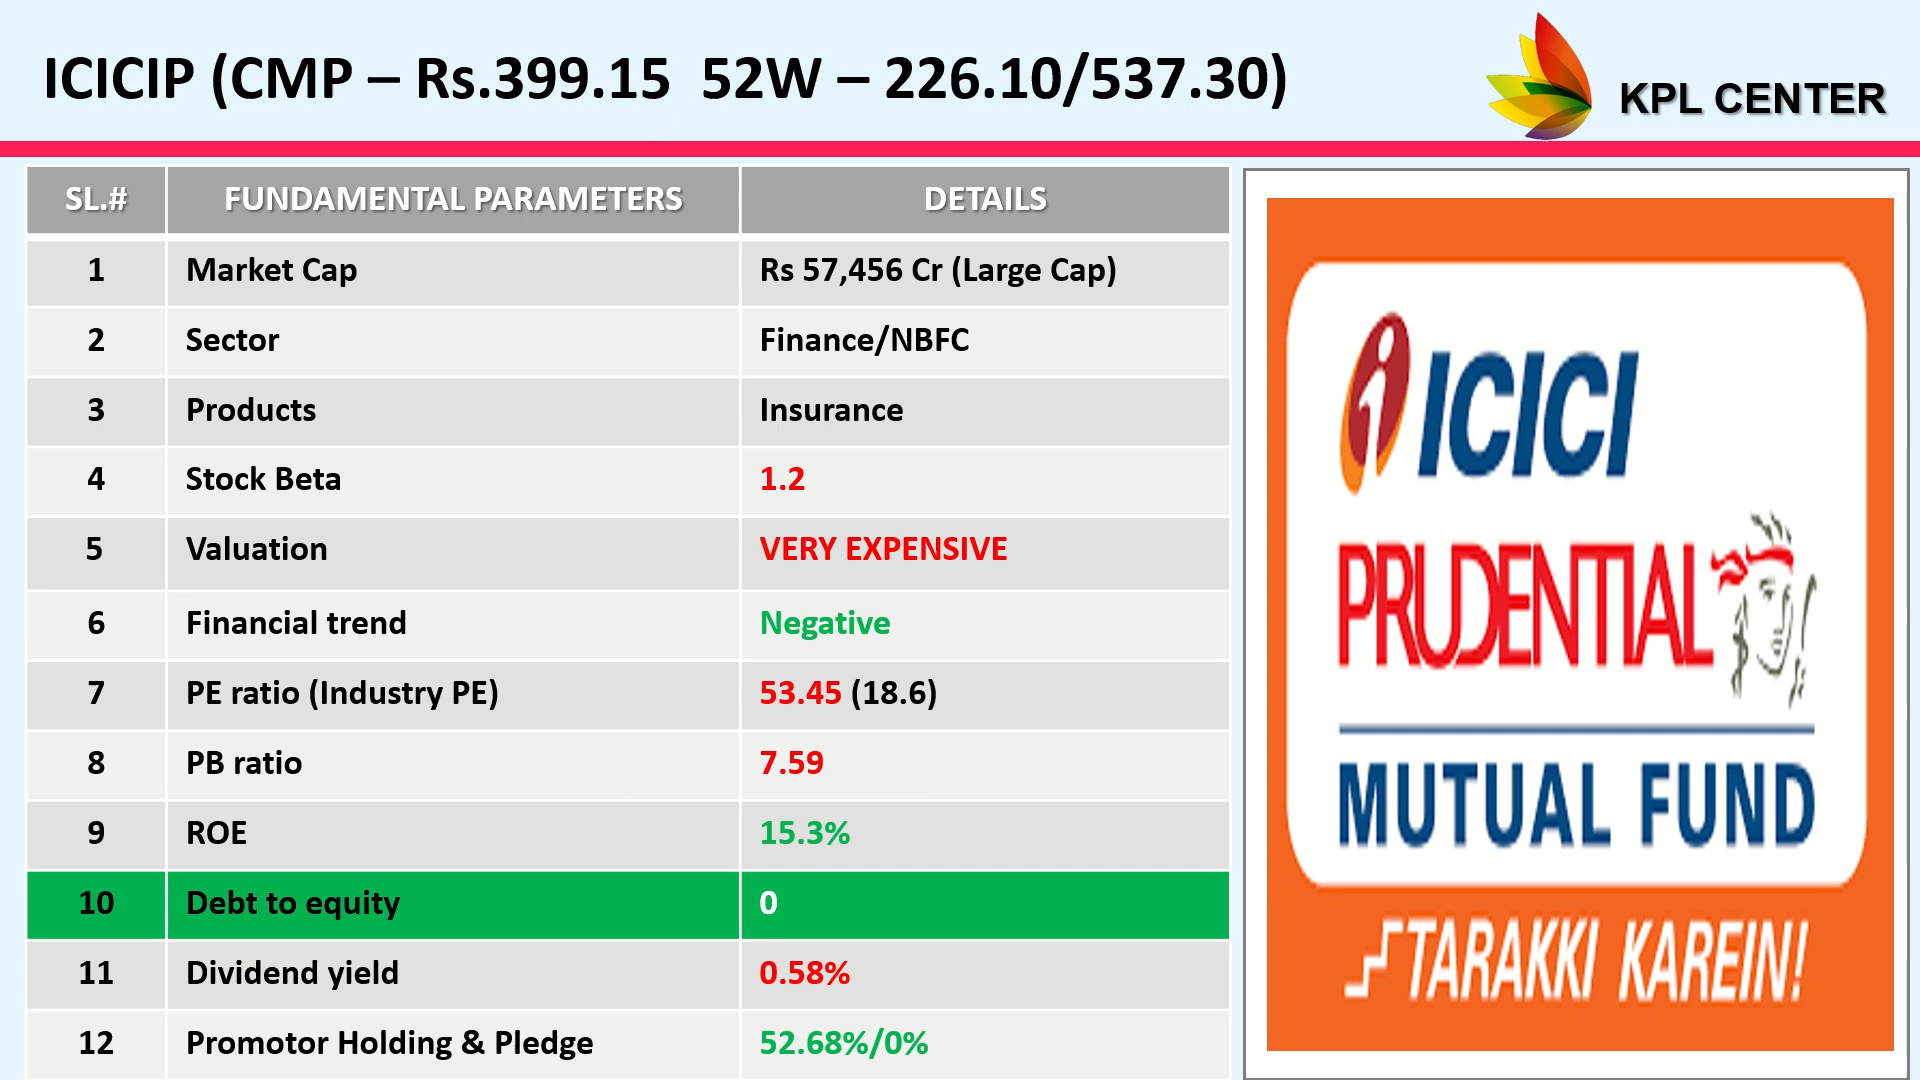 ICICIP (CMP – Rs.399.15  52W – 226.10/537.30)
KPL CENTER
SL.# FUNDAMENTAL PARAMETERS DETAILS
1 Market Cap Rs 57,456 Cr (Large Cap)
2 Sector Finance/NBFC
3 Products Insurance
4 Stock Beta 1.2
5 Valuation VERY EXPENSIVE
6 Financial trend Negative
7 PE ratio (Industry PE) 53.45 (18.6)
8 PB ratio 7.59
9 ROE 15.3%
10 Debt to equity 0
11 Dividend yield 0.58%
12 Promotor Holding & Pledge 52.68%/0%
ICICI
PRUDENTIAL
MUTUAL FUND
TARAKKI KAREIN!